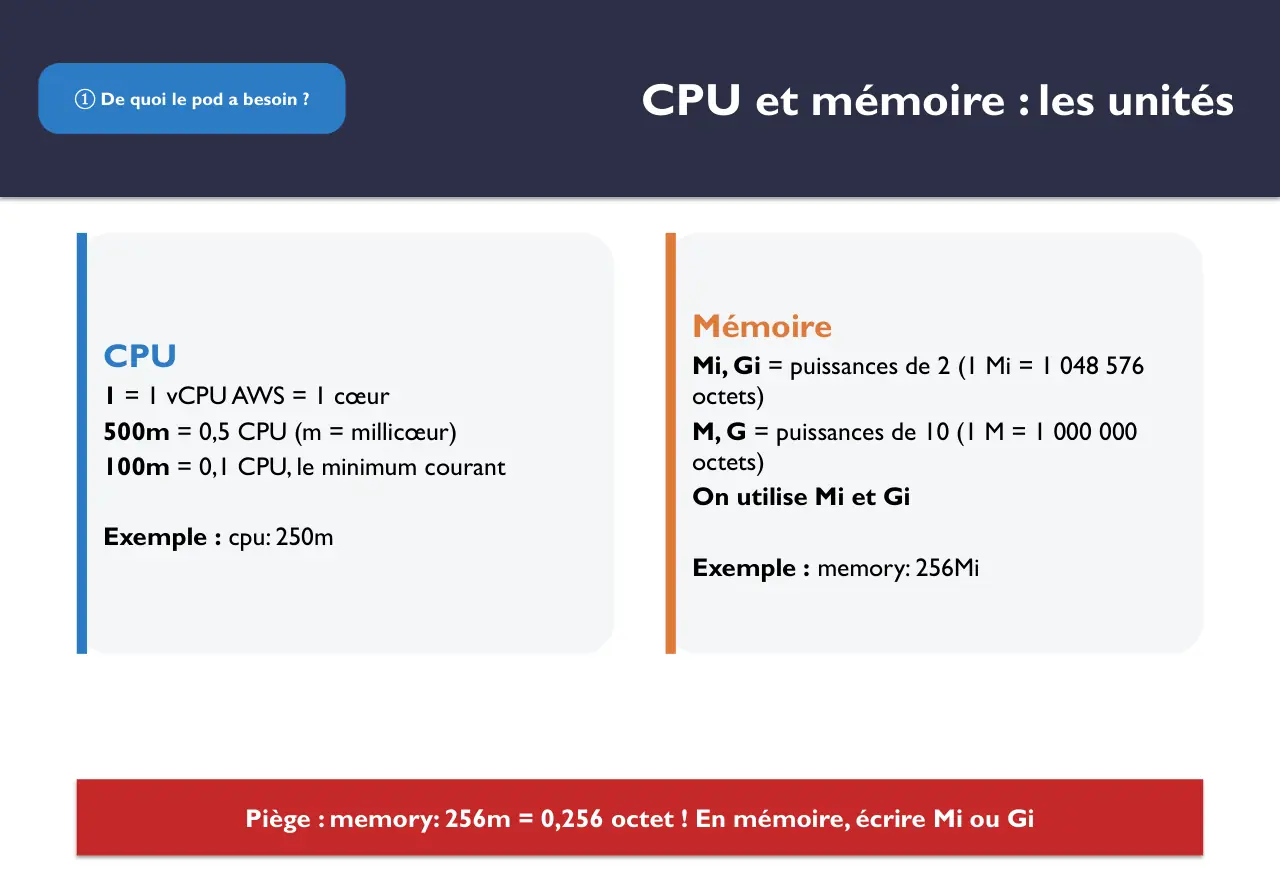 ① De quoi le pod a besoin ?
CPU et mémoire : les unités
CPU
1 = 1 vCPU AWS = 1 cœur
500m = 0,5 CPU (m = millicœur)
100m = 0,1 CPU, le minimum courant
Exemple : cpu: 250m
Mémoire
Mi, Gi = puissances de 2 (1 Mi = 1 048 576
octets)
M, G = puissances de 10 (1 M = 1 000 000
octets)
On utilise Mi et Gi
Exemple : memory: 256Mi
Piège : memory: 256m = 0,256 octet ! En mémoire, écrire Mi ou Gi